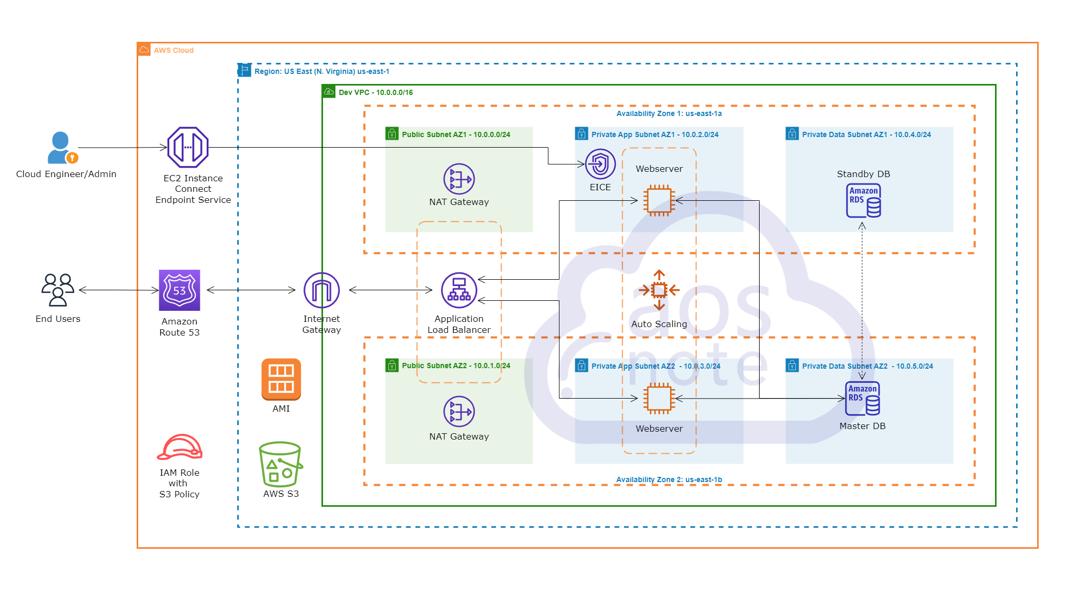 AWS Cloud
Region: US East (N. Virginia) us-east-1
Dev VPC - 10.0.0.0/16
Availability Zone 1: us-east-1a
Public Subnet AZ1 - 10.0.0.0/24
Private App Subnet AZ1 - 10.0.2.0/24
Private Data Subnet AZ1 - 10.0.4.0/24
Cloud Engineer/Admin
EC2 Instance
Connect
Endpoint Service
NAT Gateway
EICE
Webserver
Standby DB
Amazon
RDS
End Users
53
Amazon
Route 53
Internet
Gateway
Application
Load Balancer
Auto Scaling
aos
note
Public Subnet AZ2 - 10.0.1.0/24
Private App Subnet AZ2 - 10.0.3.0/24
Private Data Subnet AZ2 - 10.0.5.0/24
AMI
NAT Gateway
Webserver
Amazon
RDS
Master DB
IAM Role
with
S3 Policy
AWS S3
Availability Zone 2: us-east-1b